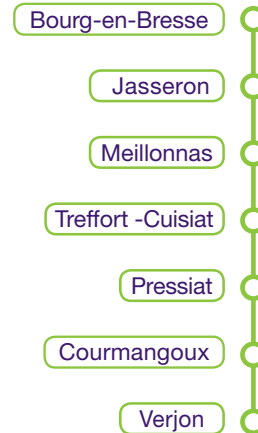 Bourg-en-Bresse
Jasseron
Meillonnas
Treffort -Cuisiat
Pressiat
Courmangoux
Verjon